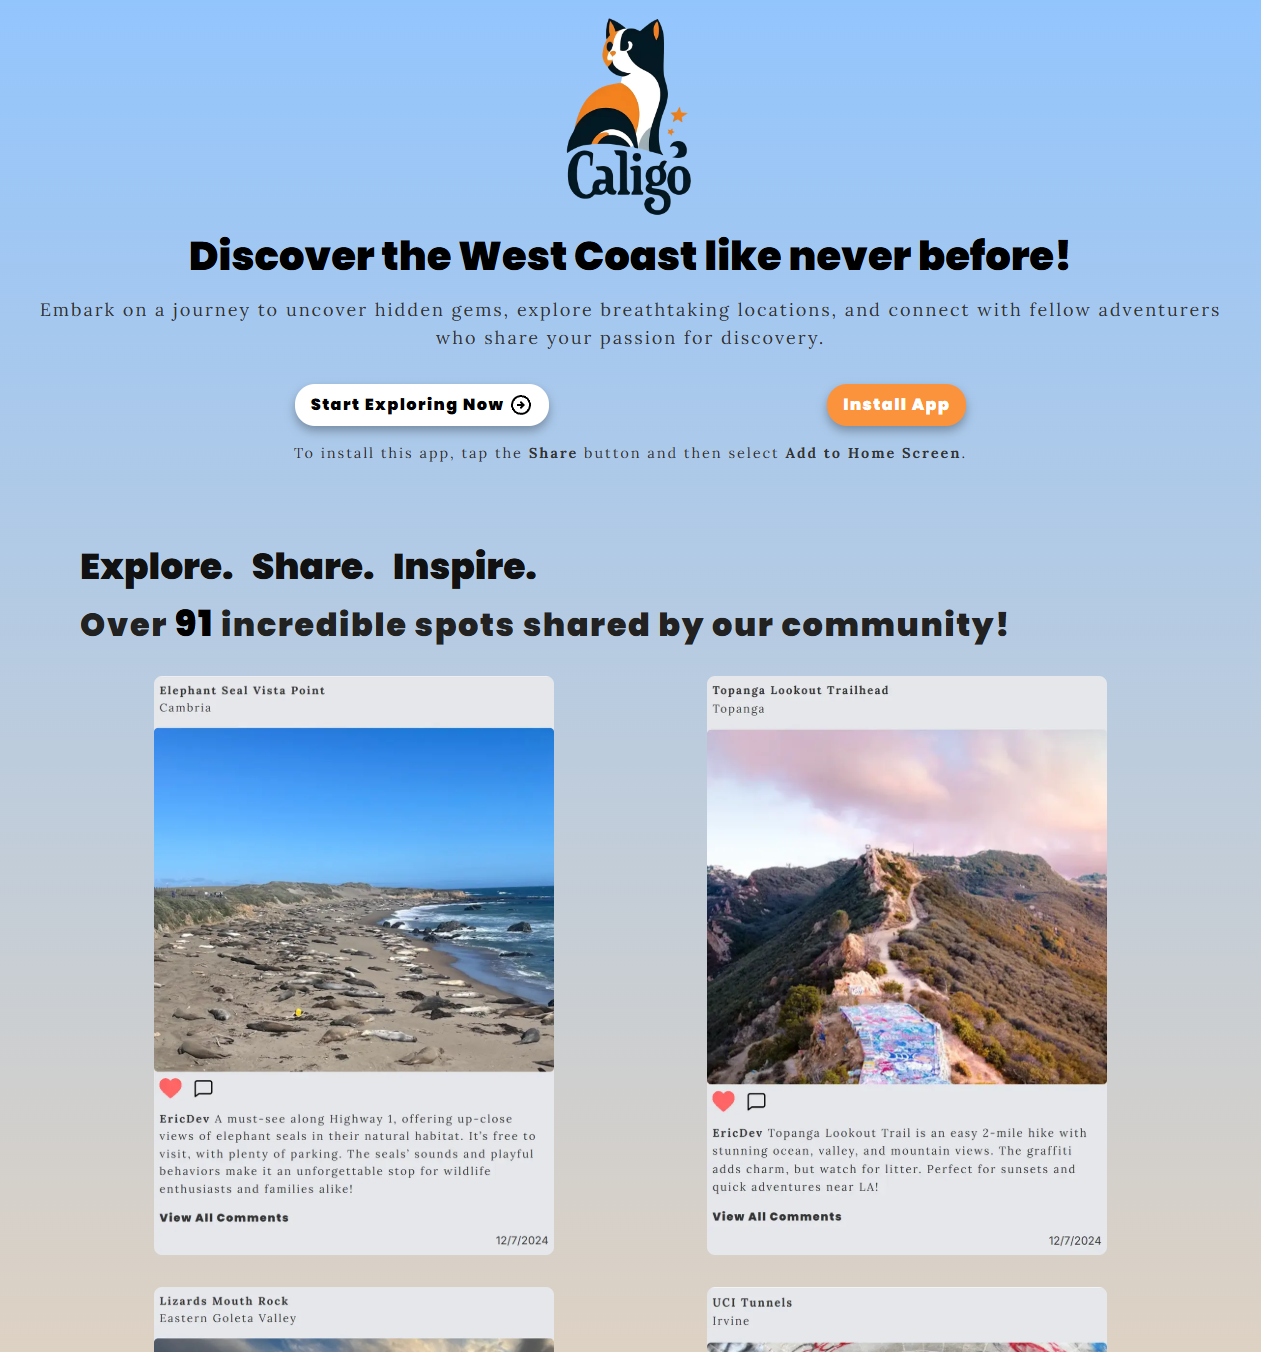 Caligo
Discover the West Coast like never before!
Embark on a journey to uncover hidden gems, explore breathtaking locations, and connect with fellow adventurers
who share your passion for discovery.
Start Exploring Now
Install App
To install this app, tap the Share button and then select Add to Home Screen.
Explore. Share. Inspire.
Over 91 incredible spots shared by our community!
Elephant Seal Vista Point
Cambria
EricDev A must-see along Highway 1, offering up-close
views of elephant seals in their natural habitat. It's free to
visit, with plenty of parking. The seals' sounds and playful
behaviors make it an unforgettable stop for wildlife
enthusiasts and families alike!
View All Comments
12/7/2024
Topanga Lookout Trailhead
Topanga
EricDev Topanga Lookout Trail is an easy 2-mile hike with
stunning ocean, valley, and mountain views. The graffiti
adds charm, but watch for litter. Perfect for sunsets and
quick adventures near LA!
View All Comments
12/7/2024
Lizards Mouth Rock
Eastern Goleta Valley
UCI Tunnels
Irvine